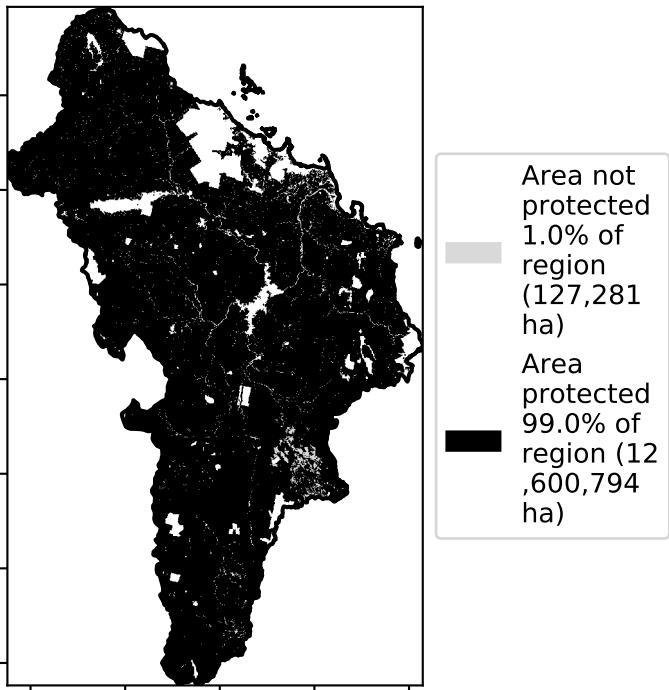 Area not
protected
1.0% of
region
(127,281
ha)
Area
protected
99.0% of
region (12
,600,794
ha)